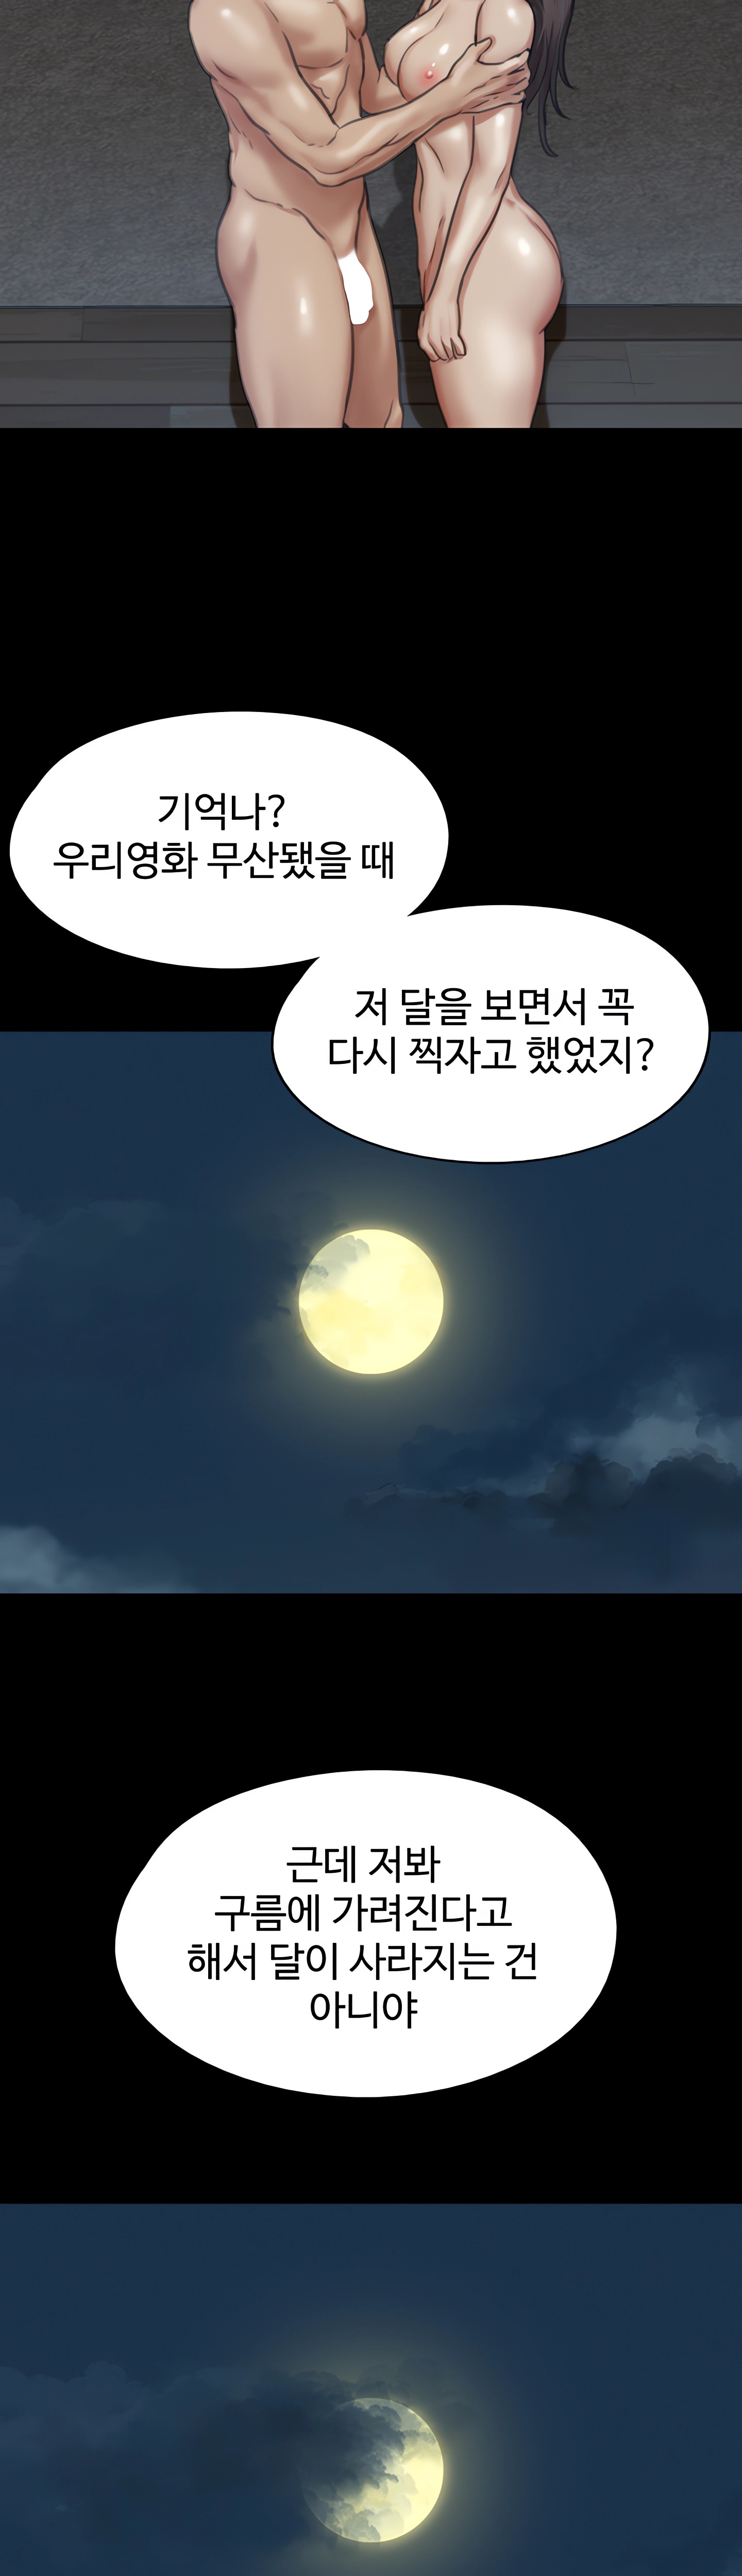 기억나?
우리영화 무산됐을 때
저 달을 보면서 꼭
다시 찍자고 했었지?
근데 저봐
구름에 가려진다고
해서 달이 사라지는 건
아니야